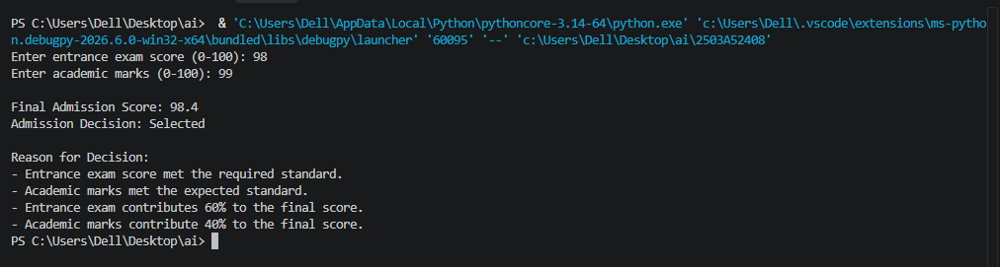 PS C:\Users\Dell\Desktop\ai>  & 'C:\Users\Dell\AppData\Local\Python\pythoncore-3.14-64\python.exe' 'c:\Users\Dell\.vscode\extensions\ms-pytho
n.debugpy-2026.6.0-win32-x64\bundled\libs\debugpy\launcher' '60095' '--' 'c:\Users\Dell\Desktop\ai\2503A52408'
Enter entrance exam score (0-100): 98
Enter academic marks (0-100): 99

Final Admission Score: 98.4
Admission Decision: Selected

Reason for Decision:
- Entrance exam score met the required standard.
- Academic marks met the expected standard.
- Entrance exam contributes 60% to the final score.
- Academic marks contribute 40% to the final score.
PS C:\Users\Dell\Desktop\ai>